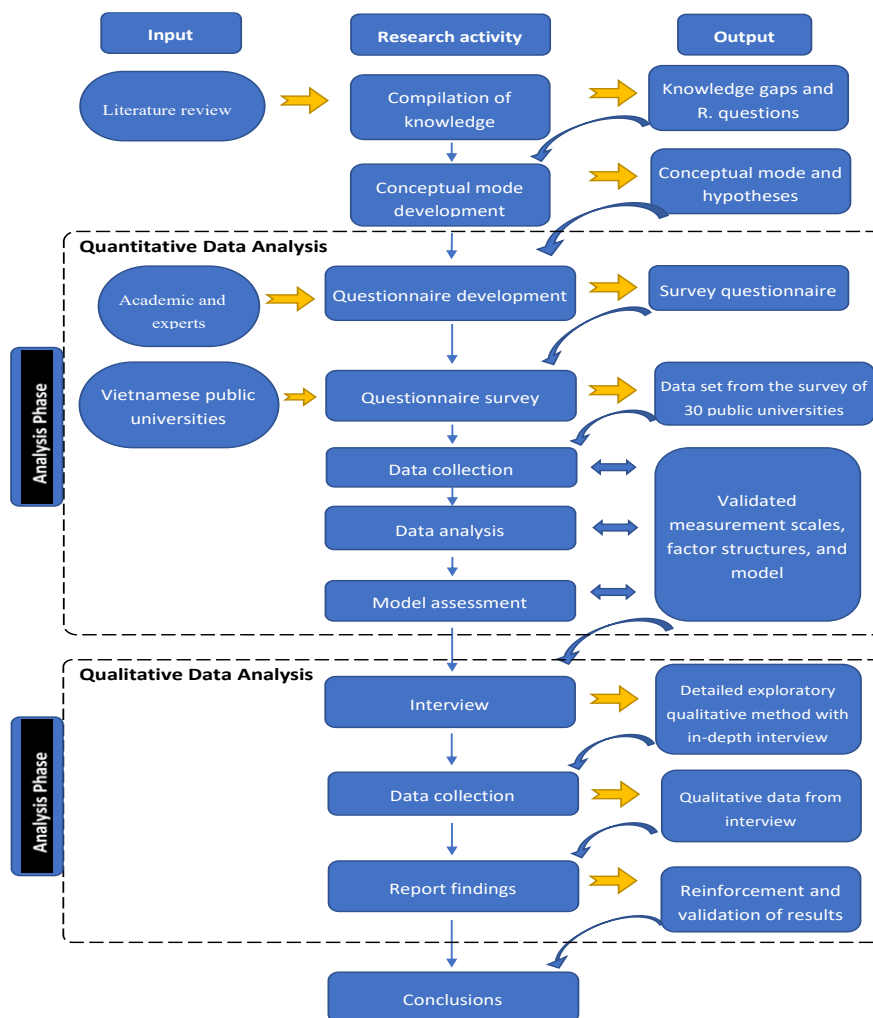 Input
Research activity
Output
Literature review
Compilation of
knowledge
Knowledge gaps and
R. questions
Conceptual mode
development
Conceptual mode and
hypotheses
Quantitative Data Analysis
Academic and
experts
Questionnaire development
Survey questionnaire
Analysis Phase
Vietnamese public
universities
Questionnaire survey
Data set from the survey of
30 public universities
Data collection
Data analysis
Model assessment
Validated
measurement scales,
factor structures, and
model
Qualitative Data Analysis
Analysis Phase
Interview
Detailed exploratory
qualitative method with
in-depth interview
Data collection
Qualitative data from
interview
Report findings
Reinforcement and
validation of results
Conclusions